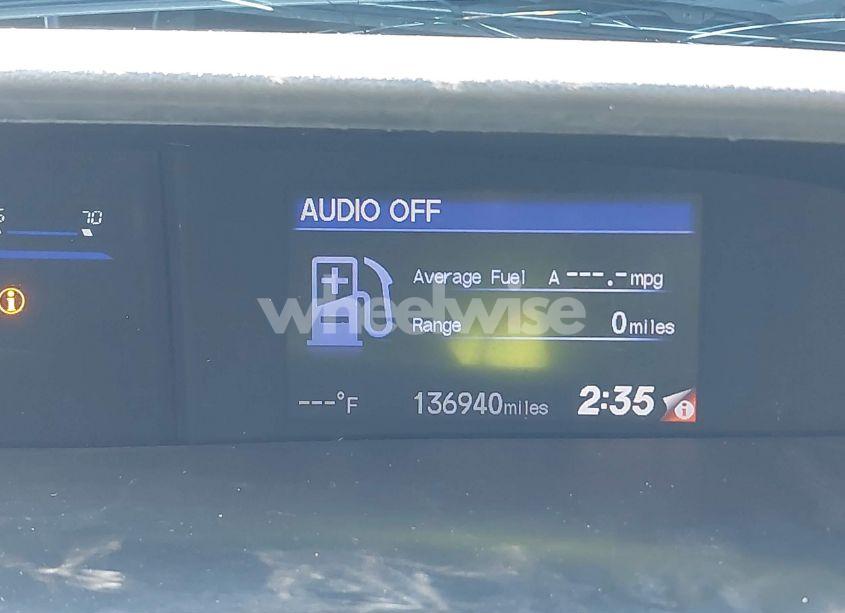 AUDIO OFF
70
Average Fuel A ---.- mpg
wheelwise
Range 0miles
---°F 136940miles 2:35